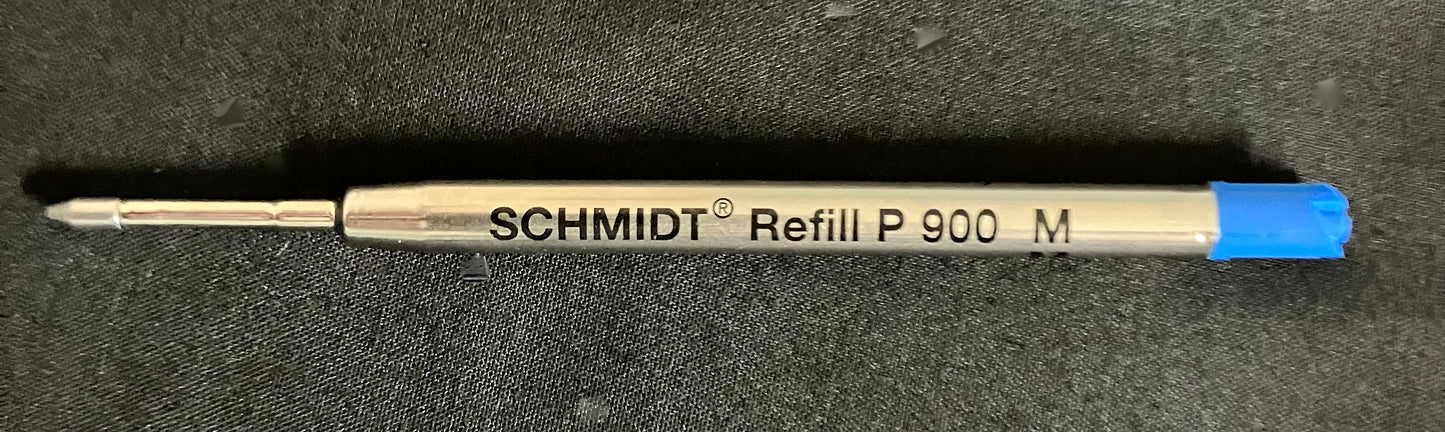 SCHMIDT® Refill P 900 M